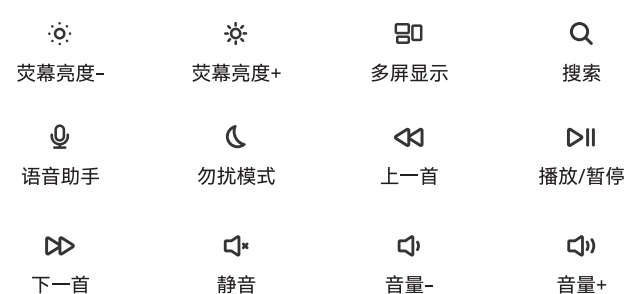 荧幕亮度-
荧幕亮度+
多屏显示
搜索
语音助手
勿扰模式
上一首
播放/暂停
下一首
静音
音量-
音量+